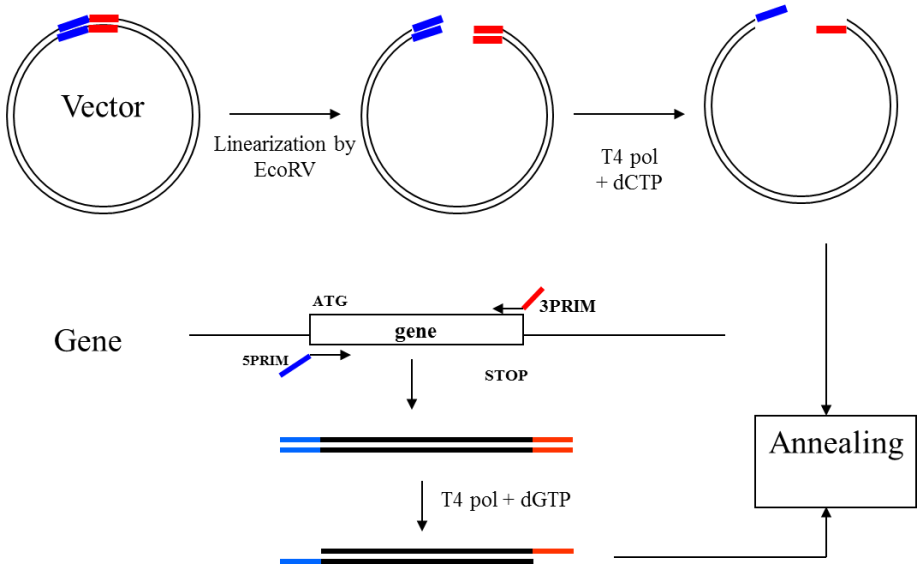 Vector
Linearization by
EcoRV
T4 pol
+ dCTP
Gene
ATG
3PRIM
gene
5PRIM
STOP
Annealing
T4 pol + dGTP